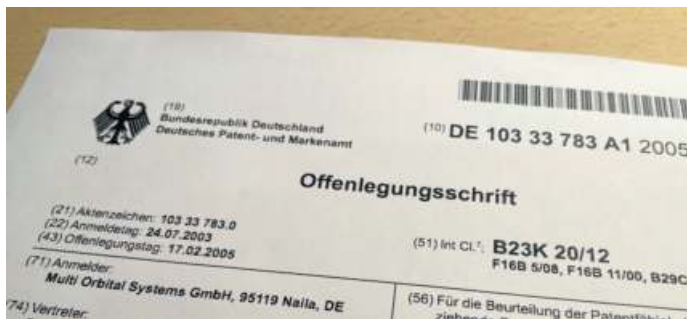 (19)
Bundesrepublik Deutschland
Deutsches Patent- und Markenamt
(10) DE 103 33 783 A1 2005
(12)
Offenlegungsschrift
(21) Aktenzeichen: 103 33 783.0
(22) Anmeldetag: 24.07.2003
(43) Offenlegungstag: 17.02.2005
(51) Int Cl.7: B23K 20/12
F16B 5/08, F16B 11/00, B29C
(71) Anmelder:
Multi Orbital Systems GmbH, 95119 Naila, DE
(74) Vertreter:
(56) Für die Beurteilung der